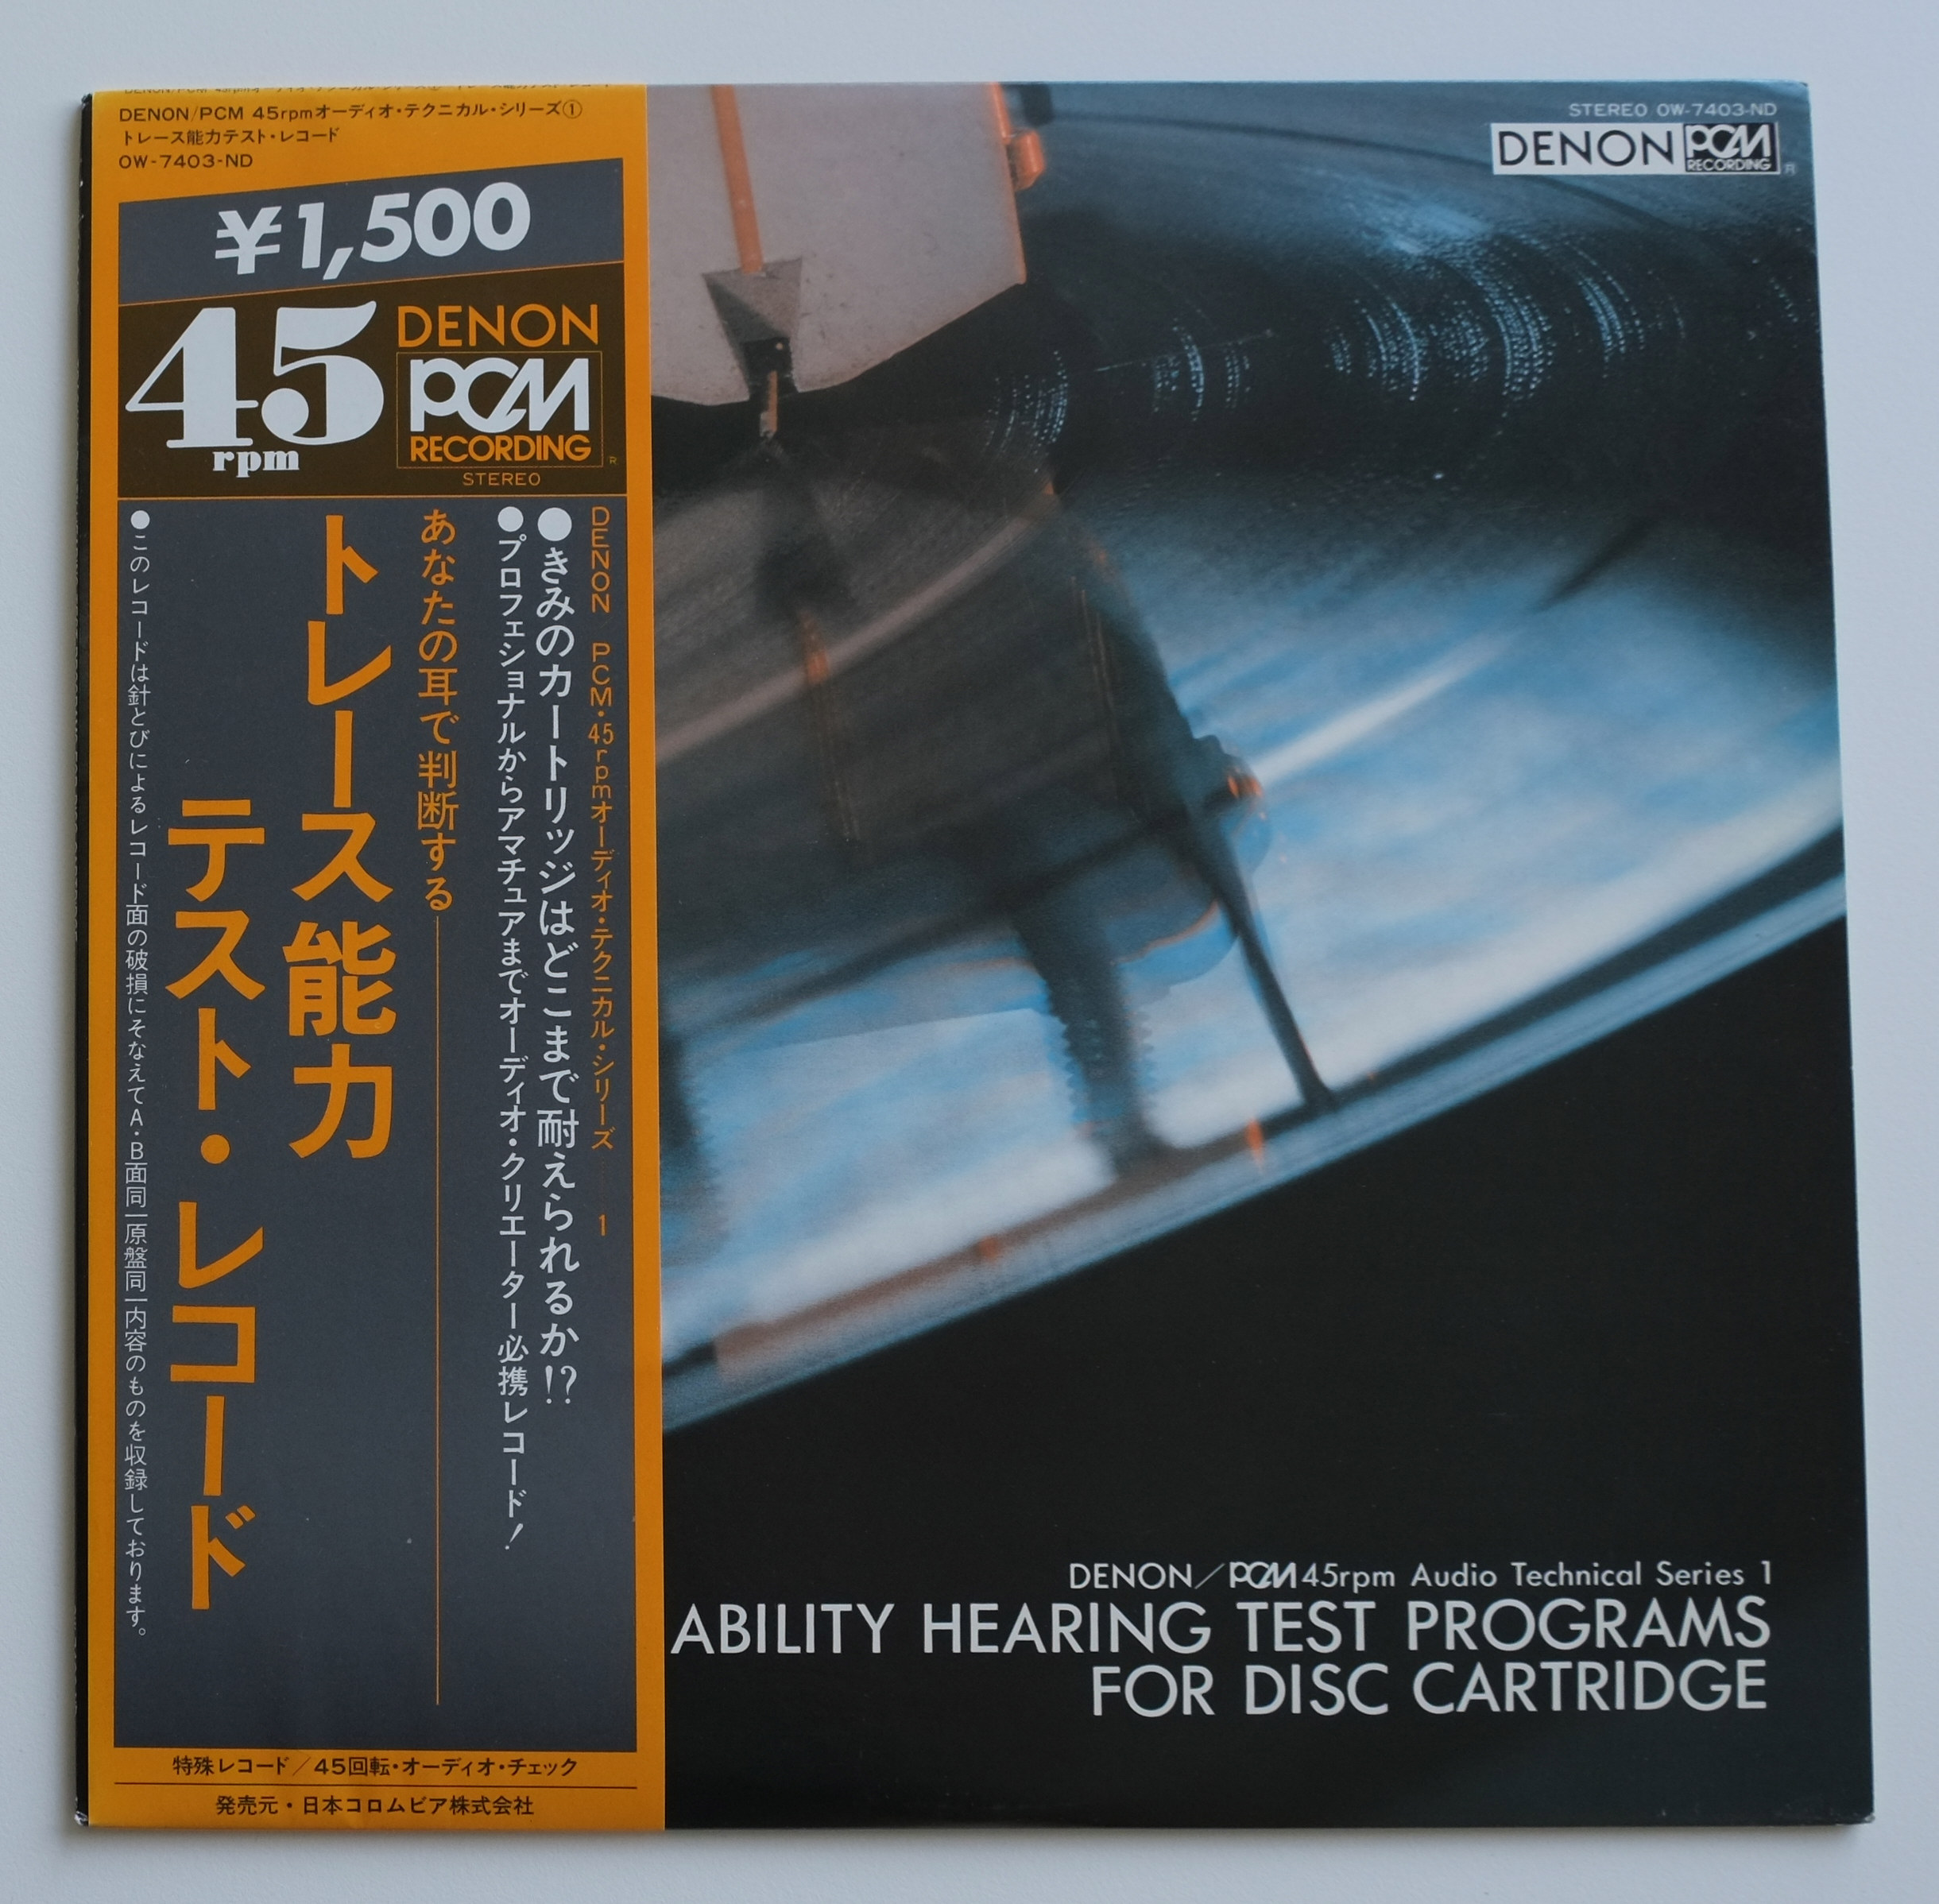 DENON/PCM 45rpmオーディオ・テクニカル・シリーズ①
トレース能力テスト・レコード
OW-7403-ND
¥1,500
45
rpm
DENON
PCM
RECORDING
STEREO
DENON PCM・45rpmオーディオ・テクニカル・シリーズ 1
●きみのカートリッジはどこまで耐えられるか!?
●プロフェショナルからアマチュアまでオーディオ・クリエーター必携レコード!
あなたの耳で判断する
トレース能力
テスト・レコード
●このレコードは針とびによるレコード面の破損にそなえてA・B面同一原盤同一内容のものを収録しております。
特殊レコード/45回転・オーディオ・チェック
発売元・日本コロムビア株式会社
STEREO OW-7403-ND
DENON PCM
RECORDING
DENON/PCM 45rpm Audio Technical Series 1
ABILITY HEARING TEST PROGRAMS
FOR DISC CARTRIDGE